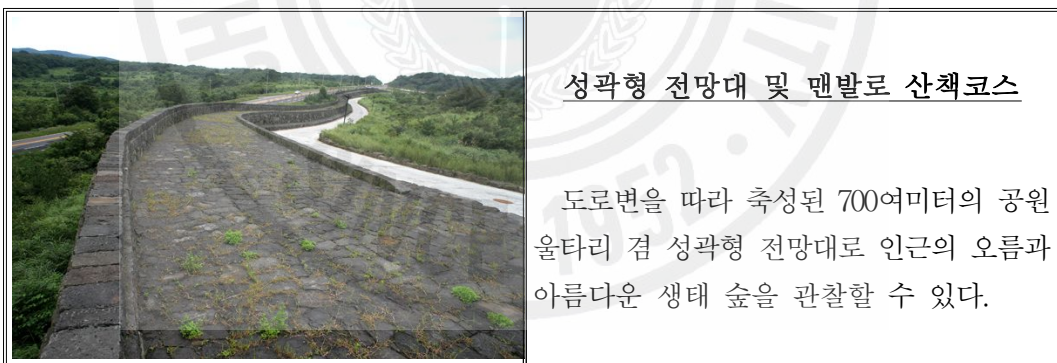 성곽형 전망대 및 맨발로 산책코스
도로변을 따라 축성된 700여미터의 공원
울타리 겸 성곽형 전망대로 인근의 오름과
아름다운 생태 숲을 관찰할 수 있다.
1952